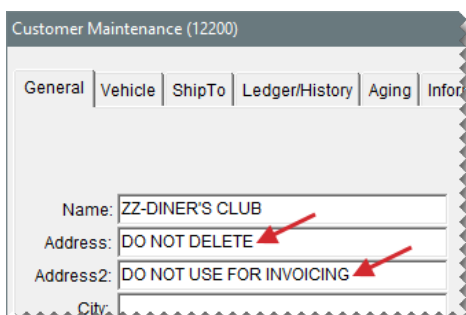 Customer Maintenance (12200)
General Vehicle ShipTo Ledger/History Aging
Name: ZZ-DINER'S CLUB
Address: DO NOT DELETE
Address2: DO NOT USE FOR INVOICING
City: